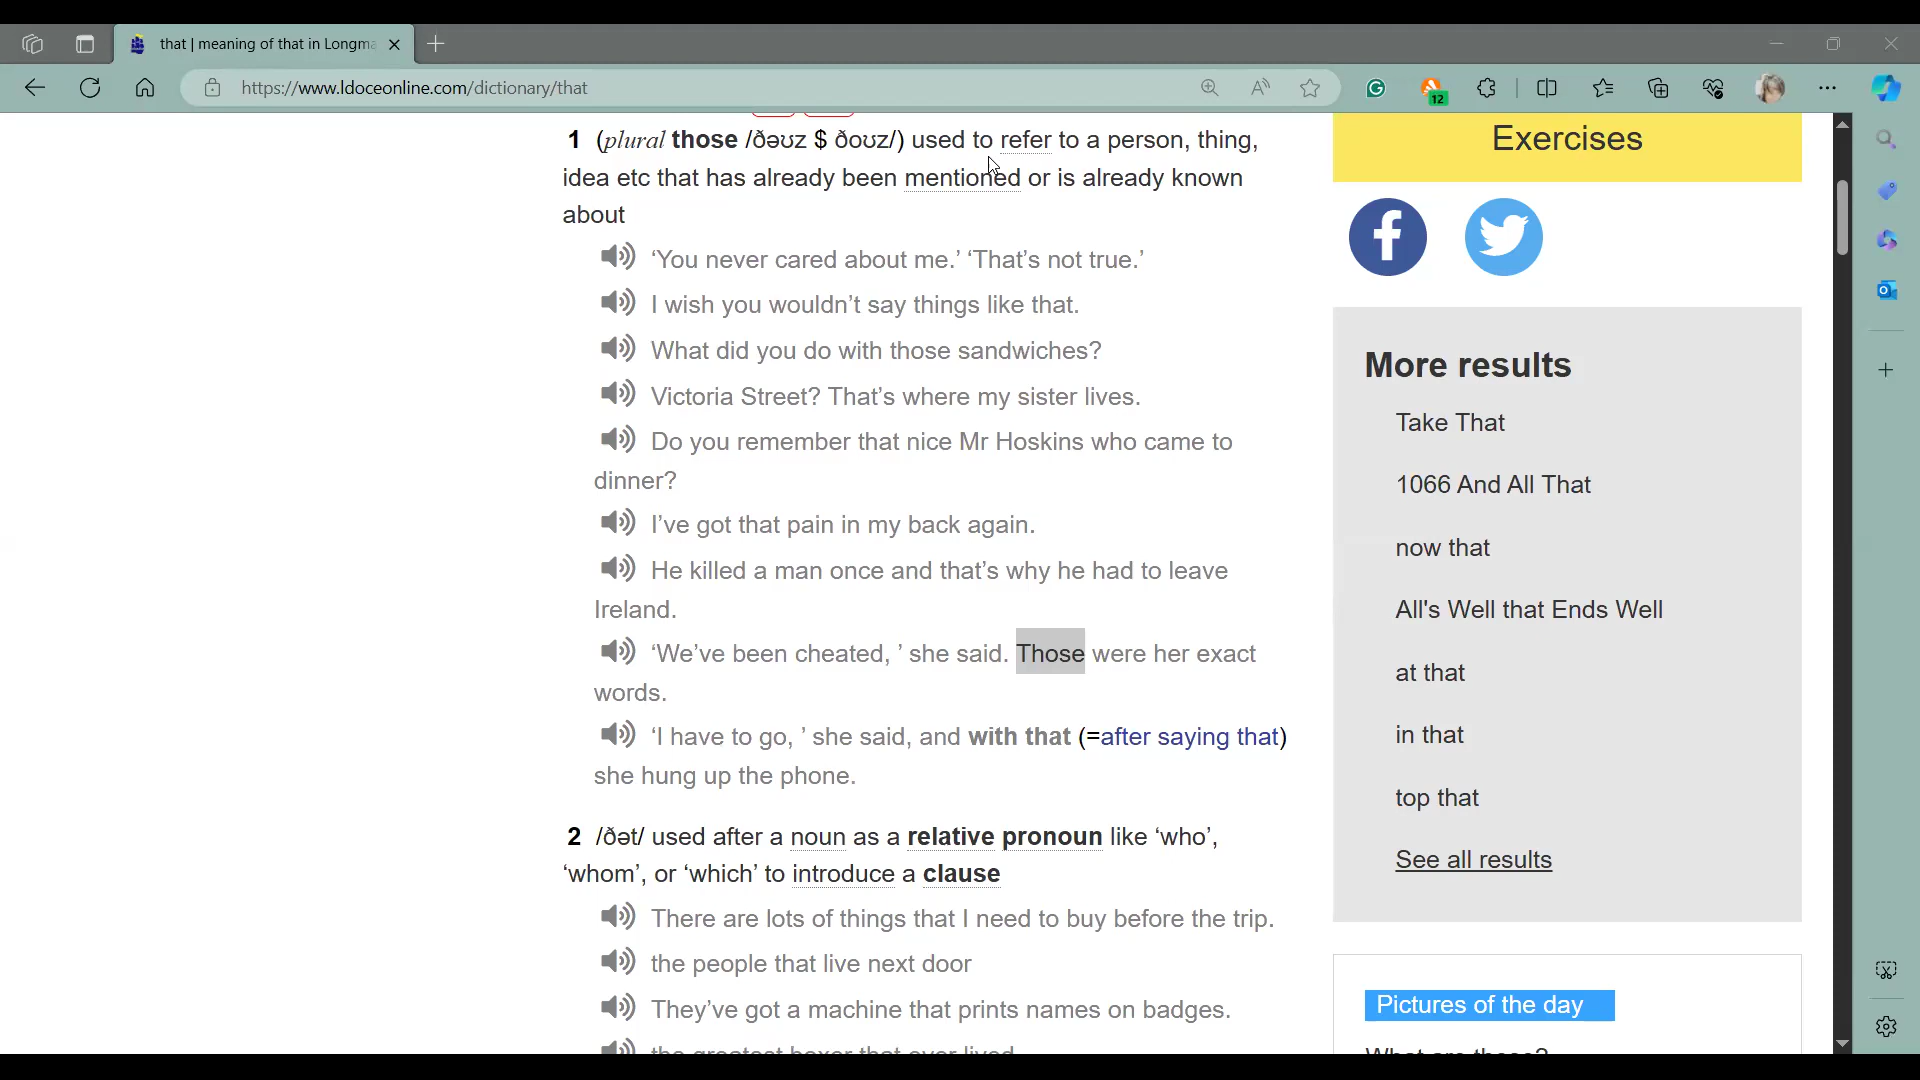 that | meaning of that in Longma
https://www.ldoceonline.com/dictionary/that
12
1 (plural those /ðəʊz $ ðoʊz/) used to refer to a person, thing,
idea etc that has already been mentioned or is already known
about
‘You never cared about me.’ ‘That’s not true.’
I wish you wouldn’t say things like that.
What did you do with those sandwiches?
Victoria Street? That’s where my sister lives.
Do you remember that nice Mr Hoskins who came to
dinner?
I’ve got that pain in my back again.
He killed a man once and that’s why he had to leave
Ireland.
‘We’ve been cheated, ’ she said. Those were her exact
words.
‘I have to go, ’ she said, and with that (=after saying that)
she hung up the phone.
2 /ðət/ used after a noun as a relative pronoun like ‘who’,
‘whom’, or ‘which’ to introduce a clause
There are lots of things that I need to buy before the trip.
the people that live next door
They’ve got a machine that prints names on badges.
the greatest boxer that ever lived
Exercises
More results
Take That
1066 And All That
now that
All's Well that Ends Well
at that
in that
top that
See all results
Pictures of the day
What are these?